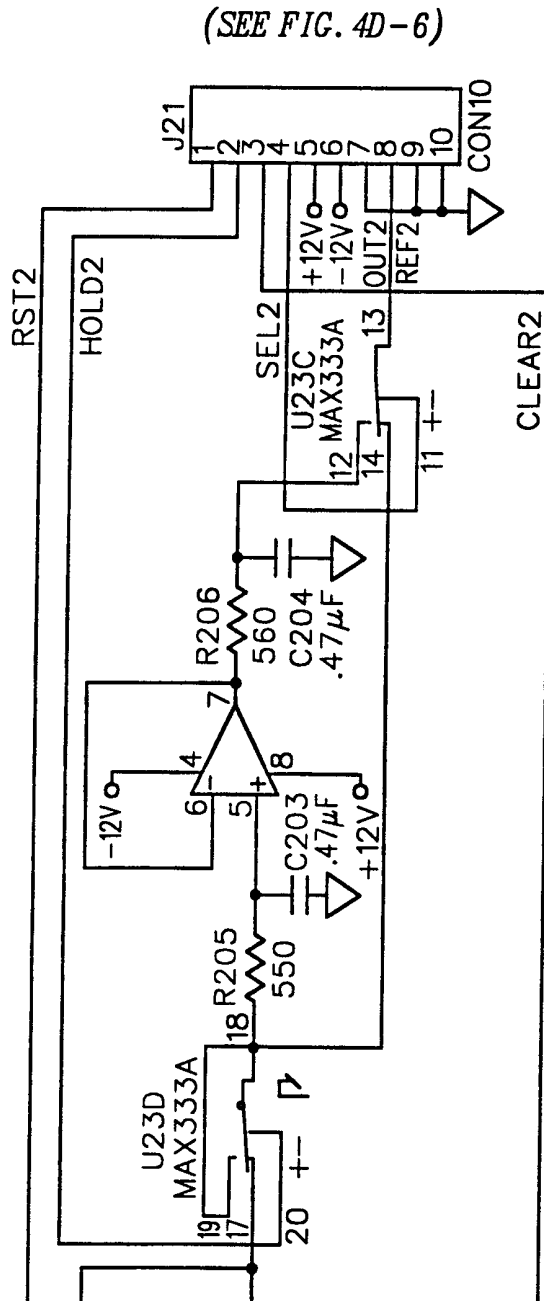 (SEE FIG. 4D-6)
J21
CON10
1
2
3
4
5
6
7
8
9
10
RST2
HOLD2
SEL2
+12V
-12V
OUT2
REF2
CLEAR2
U23C
MAX333A
13
12
14
11
+-
R206
560
C204
.47µF
7
4
-12V
6
-
5
+
8
+12V
C203
.47µF
R205
550
18
U23D
MAX333A
19
17
20
+-